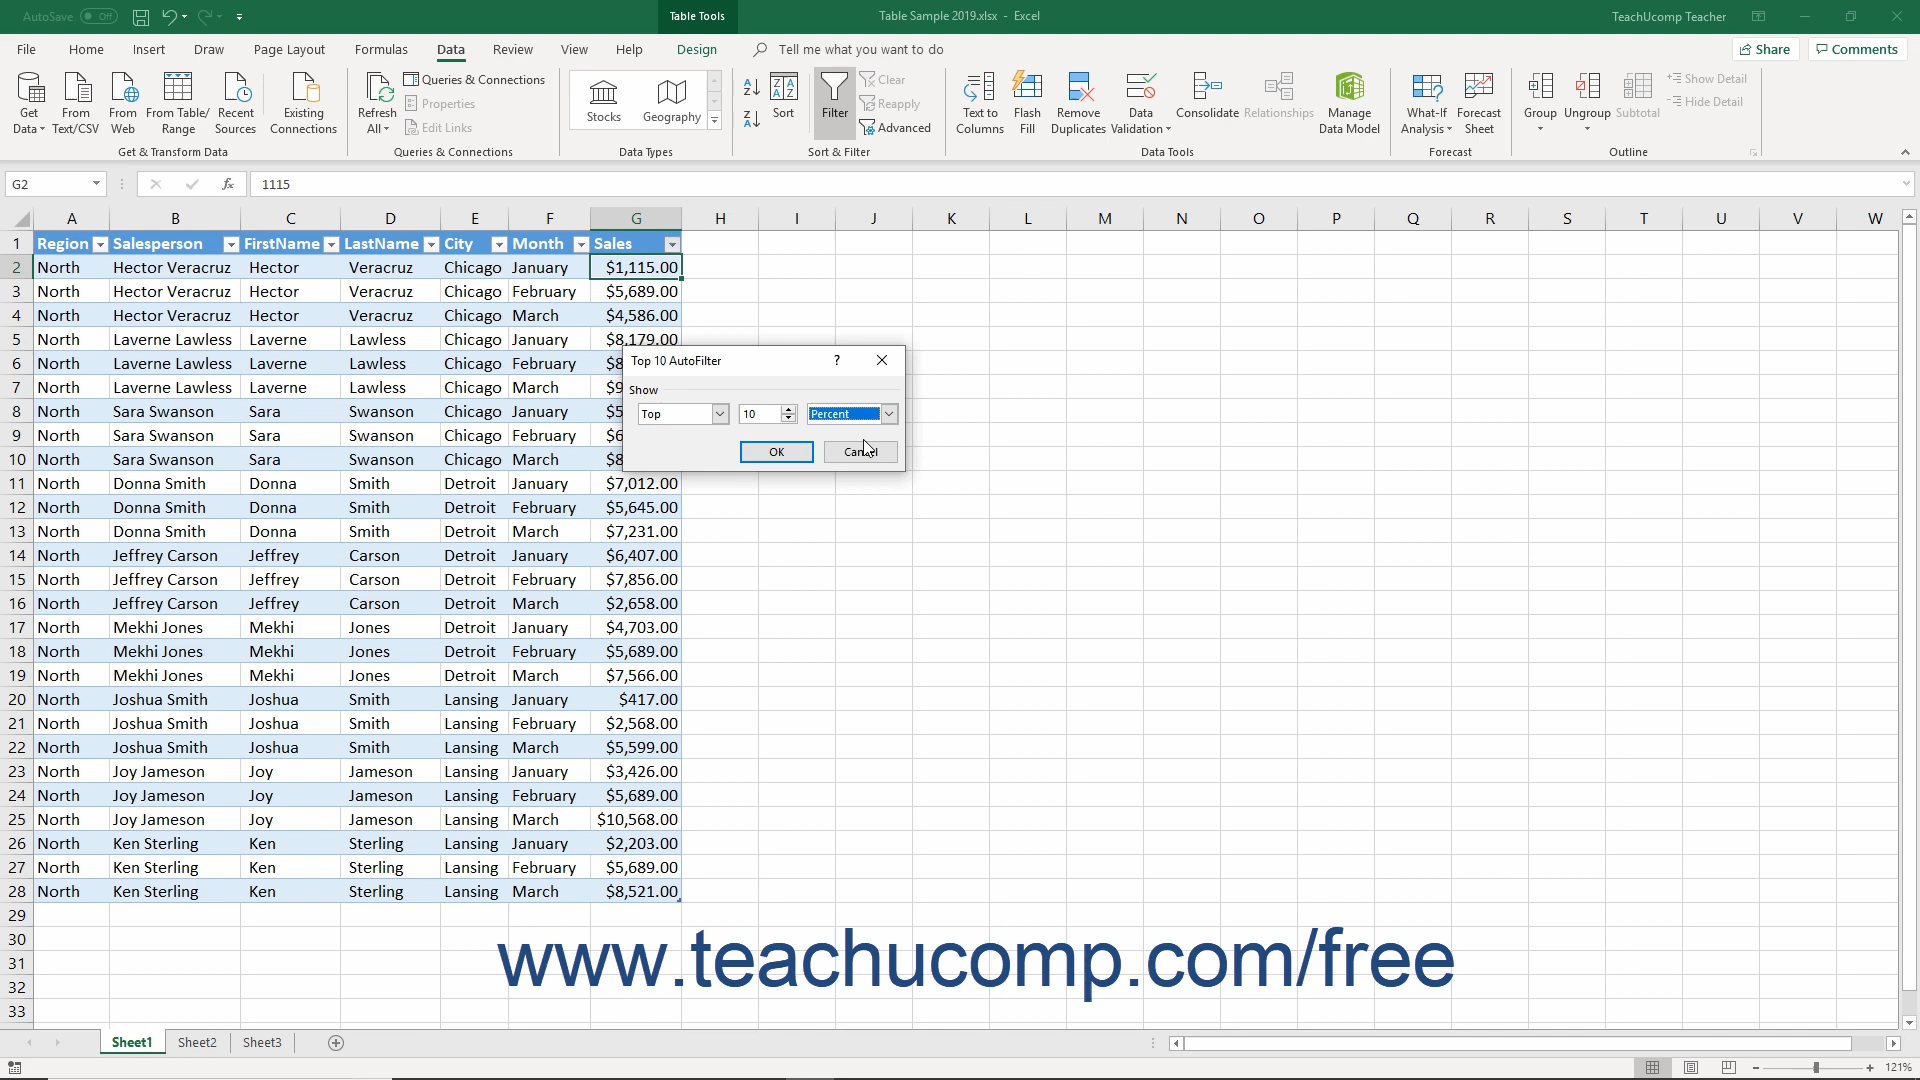 AutoSave Off Table Tools Table Sample 2019.xlsx - Excel TeachUcomp Teacher
File Home Insert Draw Page Layout Formulas Data Review View Help Design Tell me what you want to do Share Comments
Get Data From Text/CSV From Web From Table/ Range Recent Sources Existing Connections
Get & Transform Data
Refresh All Queries & Connections Properties Edit Links
Queries & Connections
Stocks Geography
Data Types
Sort Filter Clear Reapply Advanced
Sort & Filter
Text to Columns Flash Fill Remove Duplicates Data Validation Consolidate Relationships Manage Data Model
Data Tools
What-If Analysis Forecast Sheet
Forecast
Group Ungroup Subtotal Show Detail Hide Detail
Outline
G2 fx 1115
A B C D E F G H I J K L M N O P Q R S T U V W
1 Region Salesperson FirstName LastName City Month Sales
2 North Hector Veracruz Hector Veracruz Chicago January $1,115.00
3 North Hector Veracruz Hector Veracruz Chicago February $5,689.00
4 North Hector Veracruz Hector Veracruz Chicago March $4,586.00
5 North Laverne Lawless Laverne Lawless Chicago January $8,179.00
6 North Laverne Lawless Laverne Lawless Chicago February $8
7 North Laverne Lawless Laverne Lawless Chicago March $9
8 North Sara Swanson Sara Swanson Chicago January $5
9 North Sara Swanson Sara Swanson Chicago February $6
10 North Sara Swanson Sara Swanson Chicago March $8
Top 10 AutoFilter ?
Show
Top 10 Percent
OK Cancel
11 North Donna Smith Donna Smith Detroit January $7,012.00
12 North Donna Smith Donna Smith Detroit February $5,645.00
13 North Donna Smith Donna Smith Detroit March $7,231.00
14 North Jeffrey Carson Jeffrey Carson Detroit January $6,407.00
15 North Jeffrey Carson Jeffrey Carson Detroit February $7,856.00
16 North Jeffrey Carson Jeffrey Carson Detroit March $2,658.00
17 North Mekhi Jones Mekhi Jones Detroit January $4,703.00
18 North Mekhi Jones Mekhi Jones Detroit February $5,689.00
19 North Mekhi Jones Mekhi Jones Detroit March $7,566.00
20 North Joshua Smith Joshua Smith Lansing January $417.00
21 North Joshua Smith Joshua Smith Lansing February $2,568.00
22 North Joshua Smith Joshua Smith Lansing March $5,599.00
23 North Joy Jameson Joy Jameson Lansing January $3,426.00
24 North Joy Jameson Joy Jameson Lansing February $5,689.00
25 North Joy Jameson Joy Jameson Lansing March $10,568.00
26 North Ken Sterling Ken Sterling Lansing January $2,203.00
27 North Ken Sterling Ken Sterling Lansing February $5,689.00
28 North Ken Sterling Ken Sterling Lansing March $8,521.00
29
30
31
32
33
www.teachucomp.com/free
Sheet1 Sheet2 Sheet3
121%